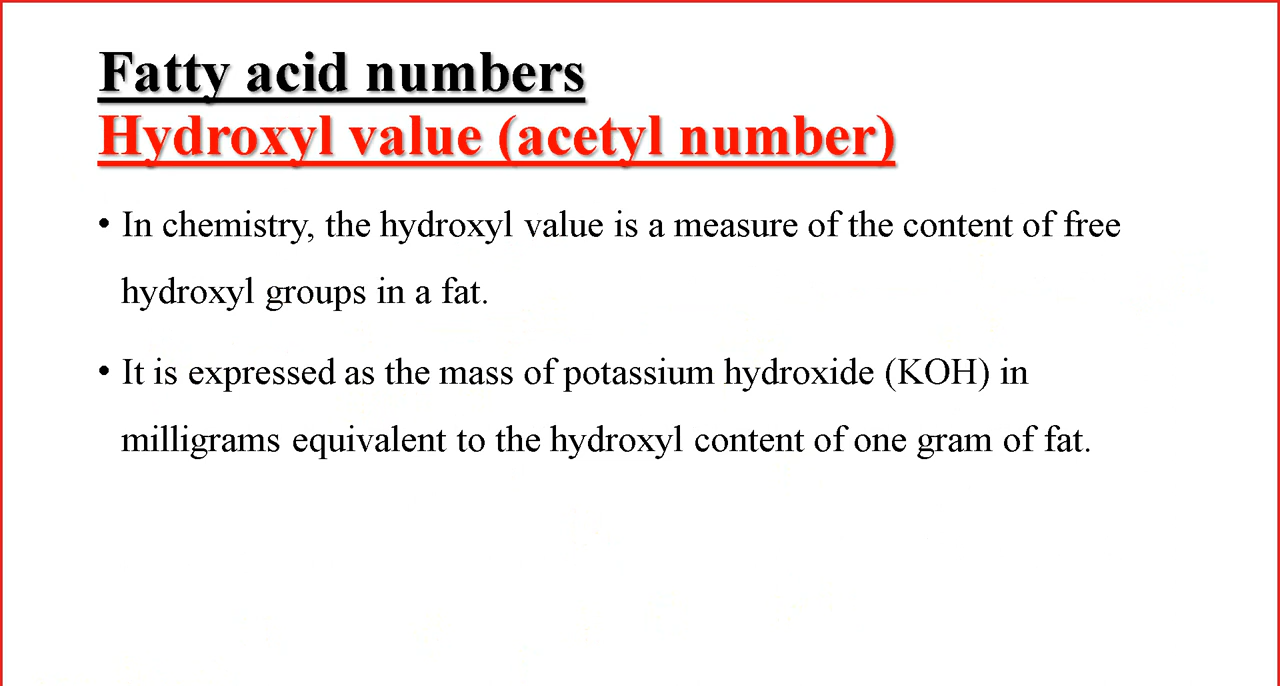 Fatty acid numbers
Hydroxyl value (acetyl number)
• In chemistry, the hydroxyl value is a measure of the content of free
hydroxyl groups in a fat.
• It is expressed as the mass of potassium hydroxide (KOH) in
milligrams equivalent to the hydroxyl content of one gram of fat.